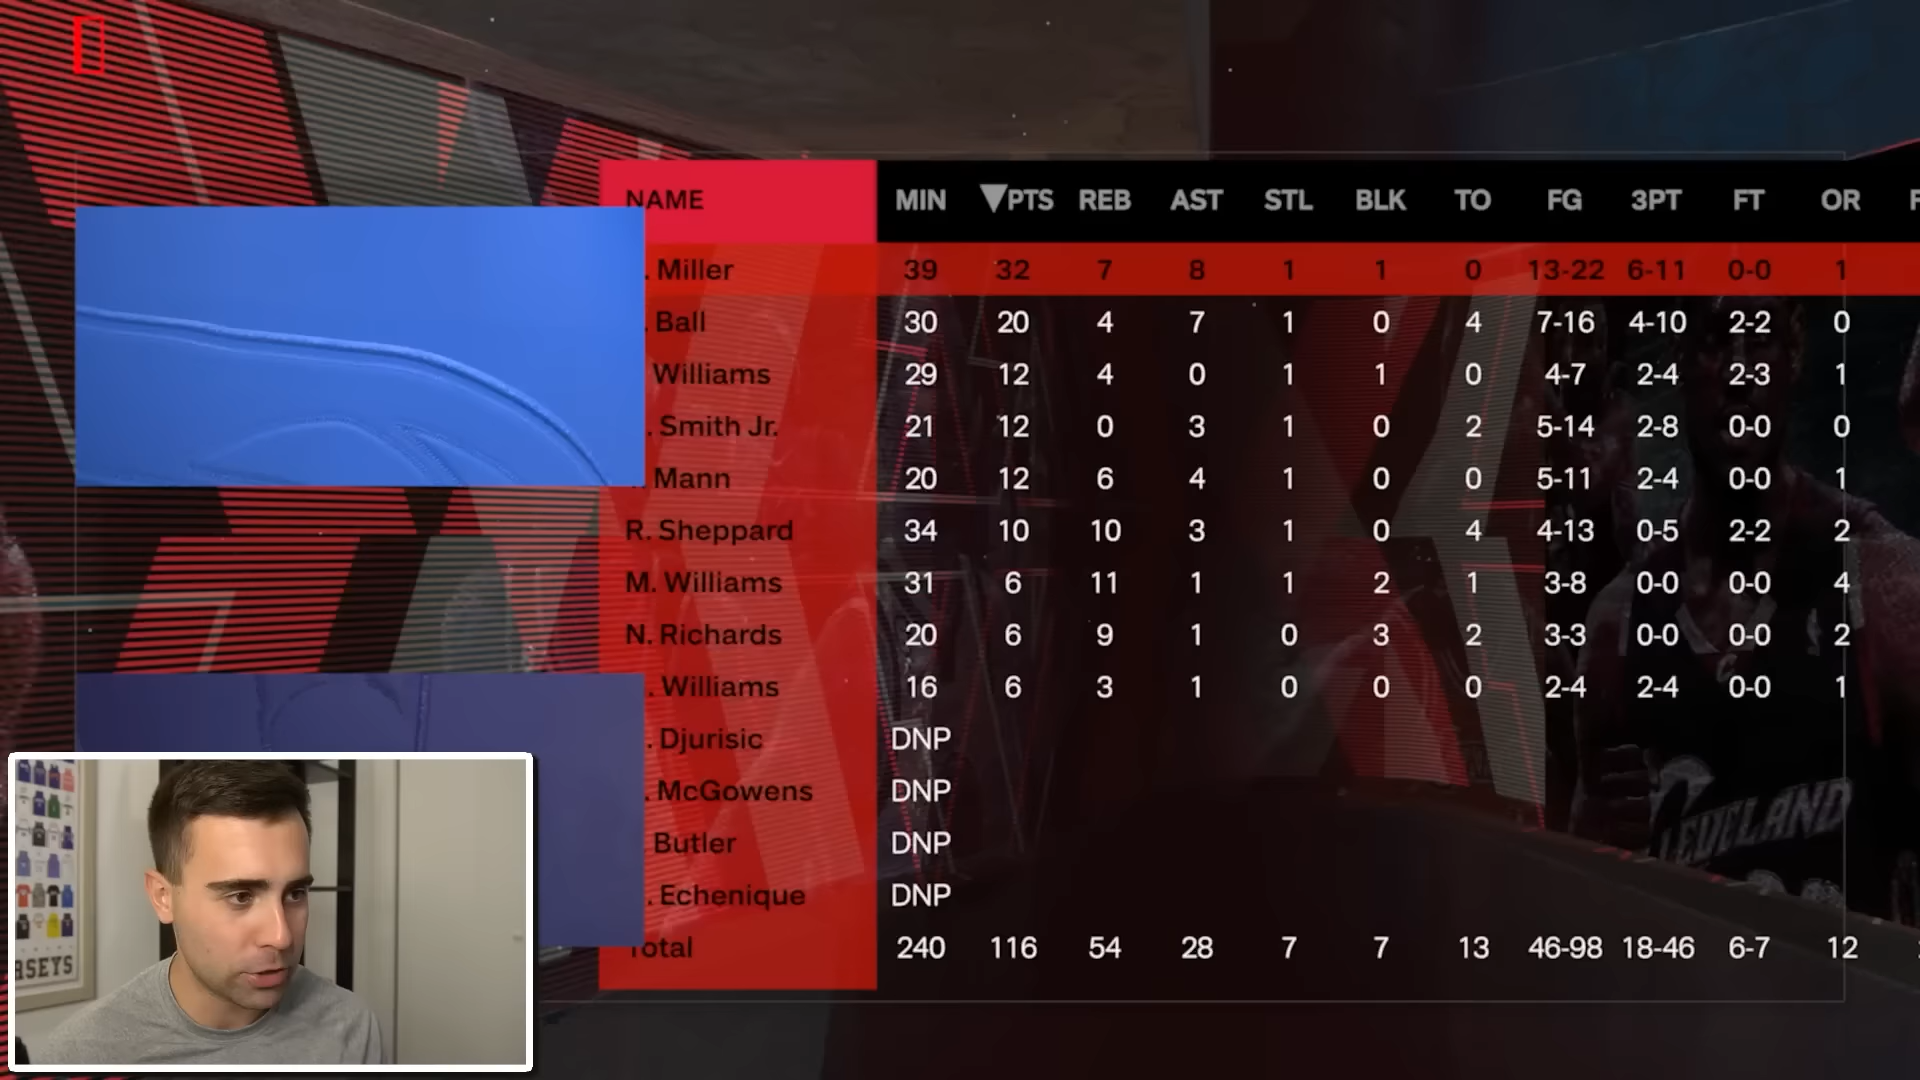 NAME MIN ▼PTS REB AST STL BLK TO FG 3PT FT OR
. Miller 39 32 7 8 1 1 0 13-22 6-11 0-0 1
. Ball 30 20 4 7 1 0 4 7-16 4-10 2-2 0
Williams 29 12 4 0 1 1 0 4-7 2-4 2-3 1
. Smith Jr. 21 12 0 3 1 0 2 5-14 2-8 0-0 0
. Mann 20 12 6 4 1 0 0 5-11 2-4 0-0 1
R. Sheppard 34 10 10 3 1 0 4 4-13 0-5 2-2 2
M. Williams 31 6 11 1 1 2 1 3-8 0-0 0-0 4
N. Richards 20 6 9 1 0 3 2 3-3 0-0 0-0 2
. Williams 16 6 3 1 0 0 0 2-4 2-4 0-0 1
. Djurisic DNP
. McGowens DNP
Butler DNP
. Echenique DNP
Total 240 116 54 28 7 7 13 46-98 18-46 6-7 12
CLEVELAND
RSEYS